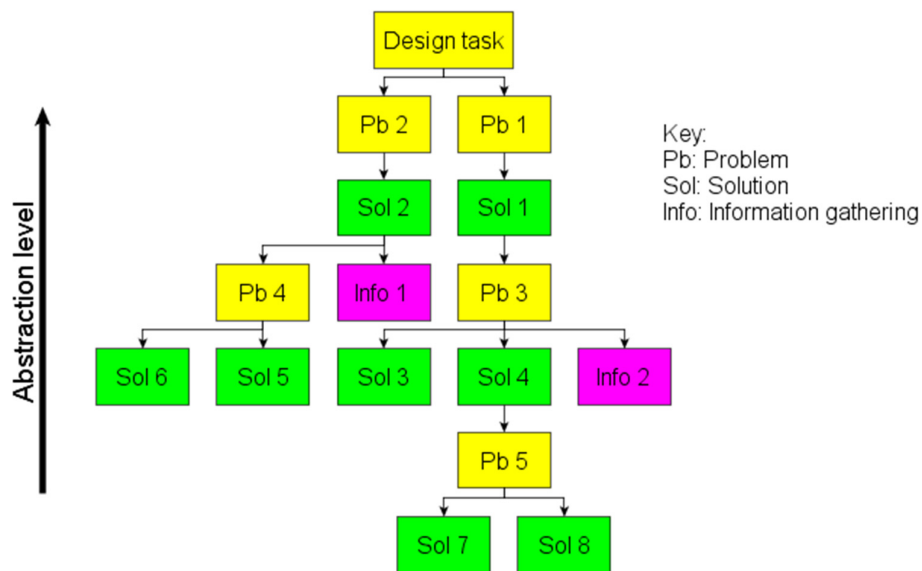 Design task
Pb 2
Pb 1
Key:
Pb: Problem
Sol: Solution
Info: Information gathering
Sol 2
Sol 1
Abstraction level
Pb 4
Info 1
Pb 3
Sol 6
Sol 5
Sol 3
Sol 4
Info 2
Pb 5
Sol 7
Sol 8